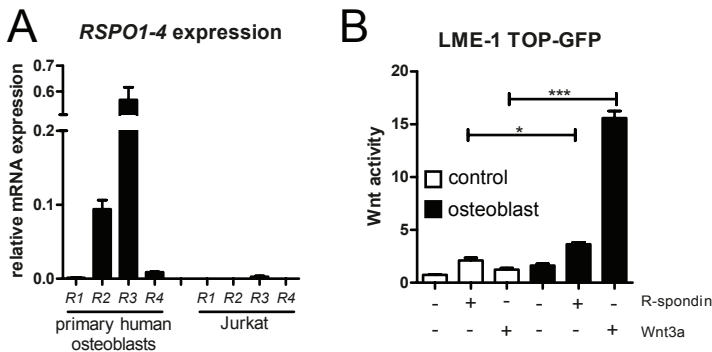 A
RSPO1-4 expression
relative mRNA expression
0.7
0.6
0.2
0.1
0.0
R1 R2 R3 R4 R1 R2 R3 R4
primary human
osteoblasts
Jurkat
B
LME-1 TOP-GFP
Wnt activity
20
15
10
5
0
***
*
control
osteoblast
- + - - + - R-spondin
- - + - - + Wnt3a